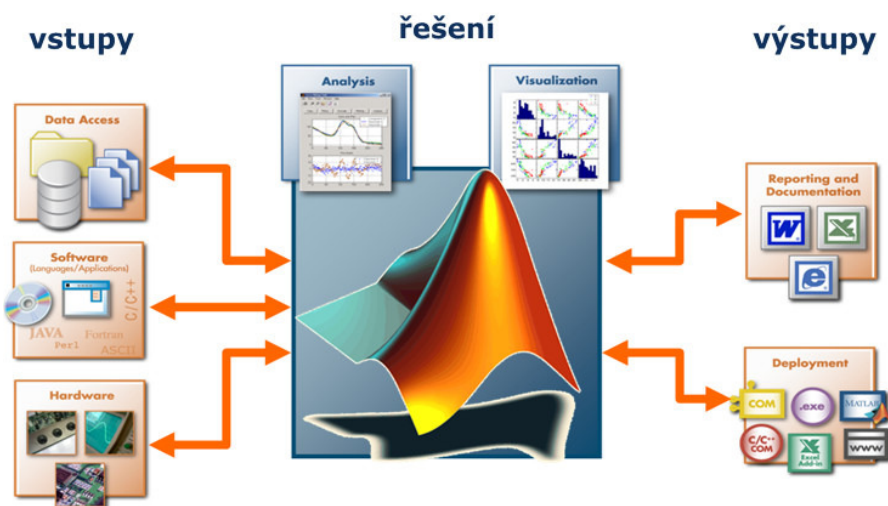 vstupy
řešení
výstupy
Analysis
Visualization
Data Access
Software
(Languages/Applications)
C/C++
JAVA
Fortran
Perl
ASCII
Hardware
Reporting and
Documentation
W
X
e
Deployment
COM
.exe
MATLAB
C/C++
COM
Excel
Add-in
www